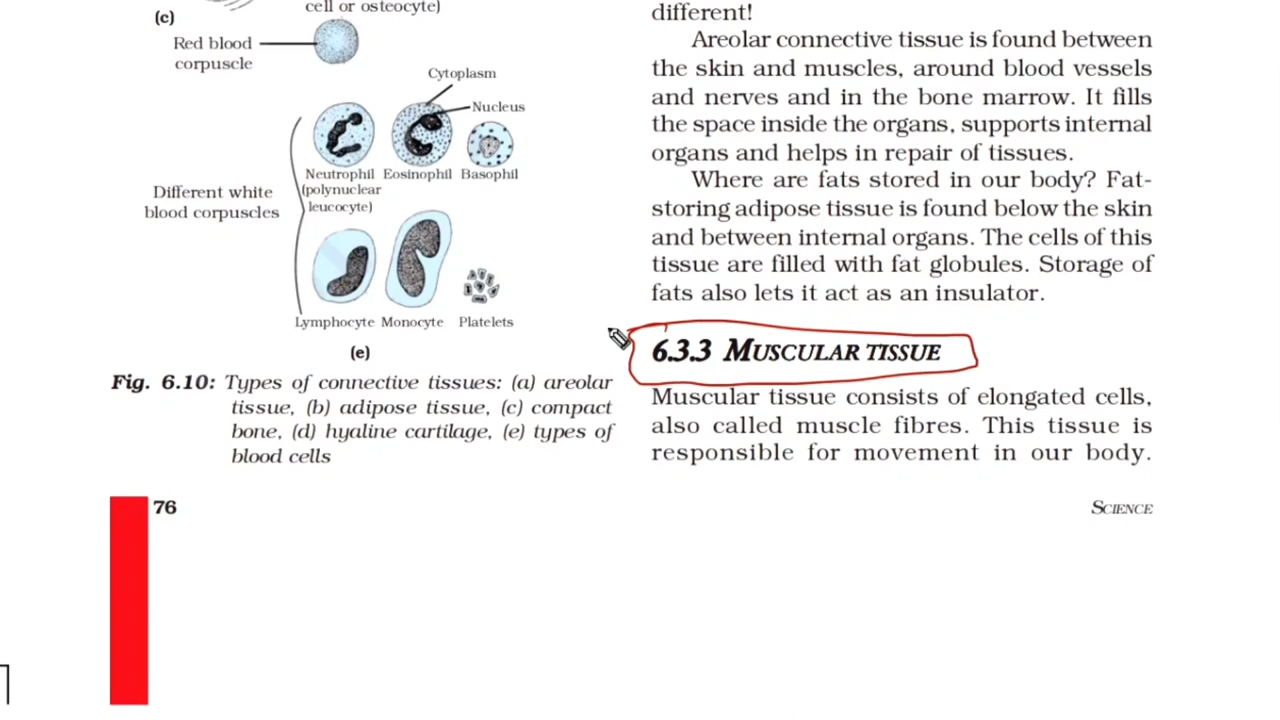 cell or osteocyte)
(c)
Red blood
corpuscle
Cytoplasm
Nucleus
Neutrophil Eosinophil Basophil
(polynuclear
leucocyte)
Different white
blood corpuscles
Lymphocyte Monocyte Platelets
(e)
Fig. 6.10: Types of connective tissues: (a) areolar
tissue, (b) adipose tissue, (c) compact
bone, (d) hyaline cartilage, (e) types of
blood cells
76
different!
Areolar connective tissue is found between
the skin and muscles, around blood vessels
and nerves and in the bone marrow. It fills
the space inside the organs, supports internal
organs and helps in repair of tissues.
Where are fats stored in our body? Fat-
storing adipose tissue is found below the skin
and between internal organs. The cells of this
tissue are filled with fat globules. Storage of
fats also lets it act as an insulator.
6.3.3 MUSCULAR TISSUE
Muscular tissue consists of elongated cells,
also called muscle fibres. This tissue is
responsible for movement in our body.
SCIENCE